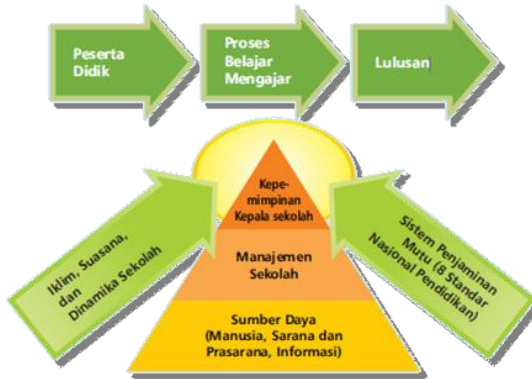 Peserta
Didik
Proses
Belajar
Mengajar
Lulusan
Kepe-
mimpinan
Kepala sekolah
Manajemen
Sekolah
Sumber Daya
(Manusia, Sarana dan
Prasarana, Informasi)
Iklim, Suasana,
dan
Dinamika Sekolah
Sistem Penjaminan
Mutu (8 Standar
Nasional Pendidikan)